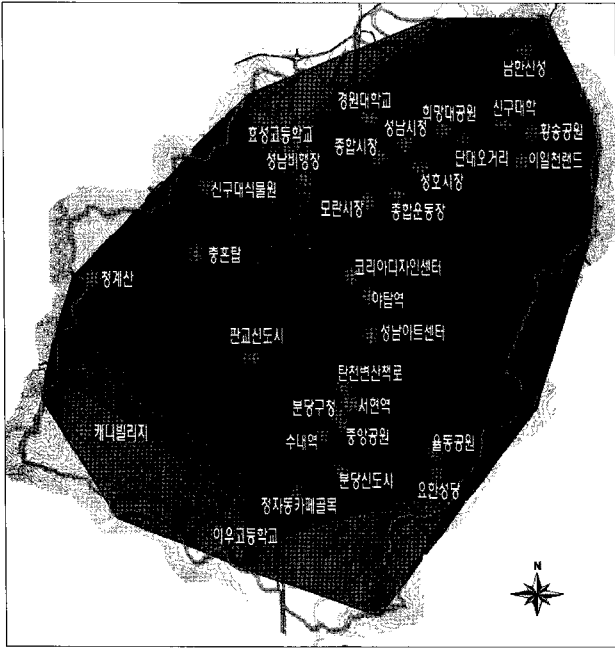 남한산성
경원대학교
희망대공원
신구대학
성남시청
황송공원
효성고등학교
종합시장
단대오거리
이일천랜드
성남비행장
성호시장
신구대식물원
모란시장
종합운동장
충혼탑
코리아디자인센터
청계산
야탑역
판교신도시
성남아트센터
탄천변산책로
분당구청
서현역
캐니빌리지
수내역
중앙공원
율동공원
분당신도시
요한성당
정자동카페골목
이우고등학교
N